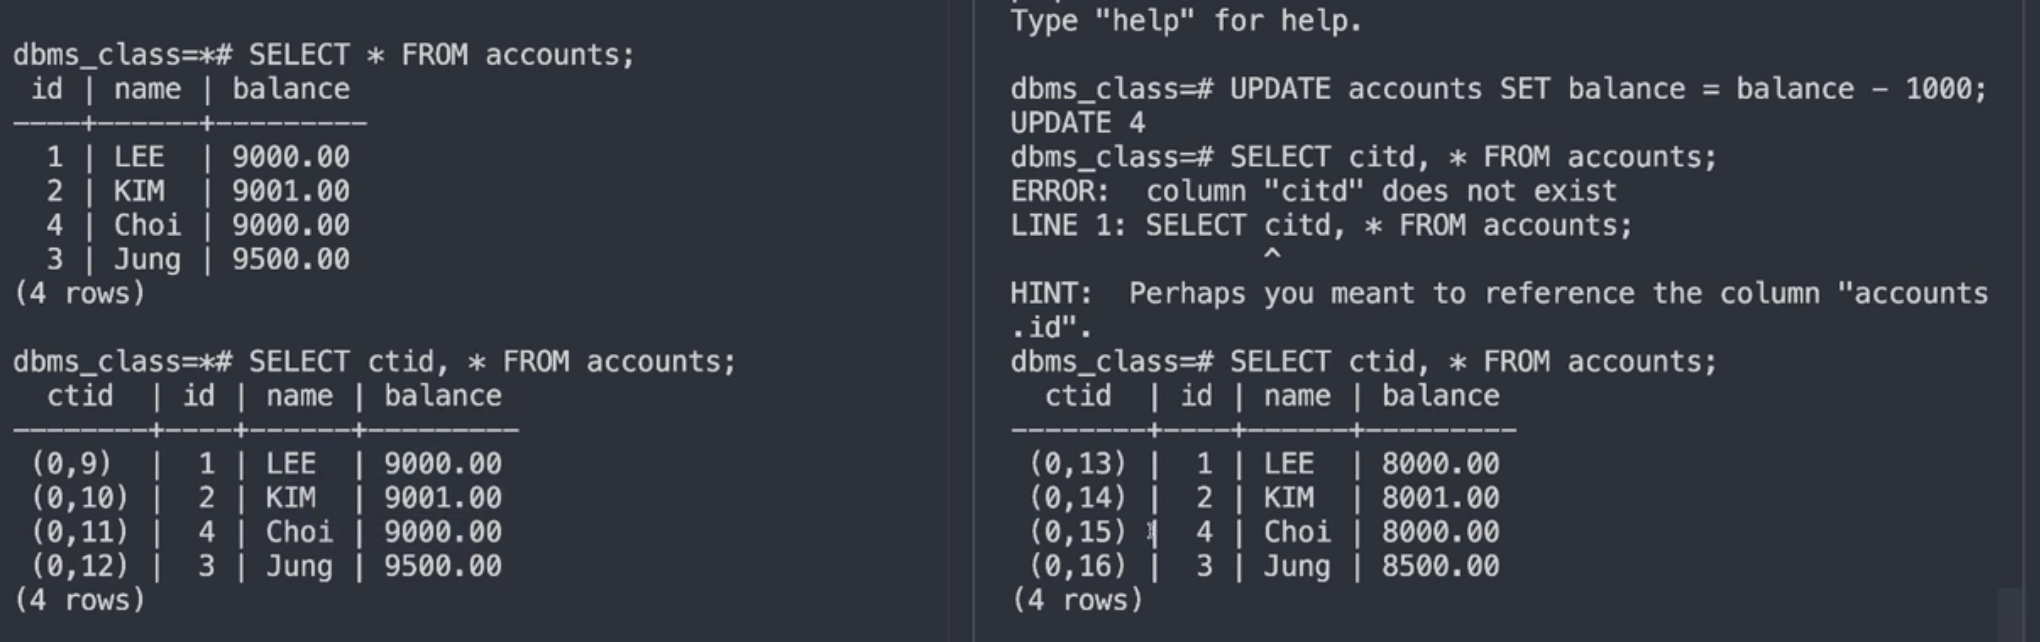 dbms_class=*# SELECT * FROM accounts;
 id | name | balance
----+------+---------
  1 | LEE  | 9000.00
  2 | KIM  | 9001.00
  4 | Choi | 9000.00
  3 | Jung | 9500.00
(4 rows)

dbms_class=*# SELECT ctid, * FROM accounts;
  ctid  | id | name | balance
--------+----+------+---------
 (0,9)  |  1 | LEE  | 9000.00
 (0,10) |  2 | KIM  | 9001.00
 (0,11) |  4 | Choi | 9000.00
 (0,12) |  3 | Jung | 9500.00
(4 rows)

Type "help" for help.

dbms_class=# UPDATE accounts SET balance = balance - 1000;
UPDATE 4
dbms_class=# SELECT citd, * FROM accounts;
ERROR:  column "citd" does not exist
LINE 1: SELECT citd, * FROM accounts;
               ^
HINT:  Perhaps you meant to reference the column "accounts
.id".
dbms_class=# SELECT ctid, * FROM accounts;
  ctid  | id | name | balance
--------+----+------+---------
 (0,13) |  1 | LEE  | 8000.00
 (0,14) |  2 | KIM  | 8001.00
 (0,15) |  4 | Choi | 8000.00
 (0,16) |  3 | Jung | 8500.00
(4 rows)